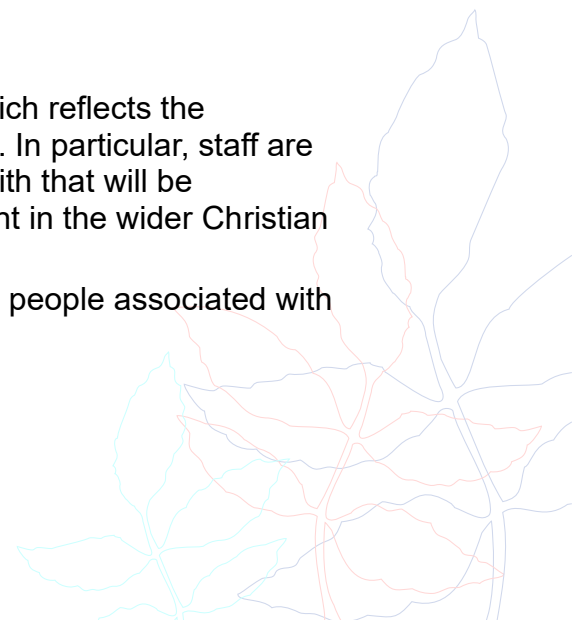 ich reflects the
. In particular, staff are
ith that will be
nt in the wider Christian
people associated with